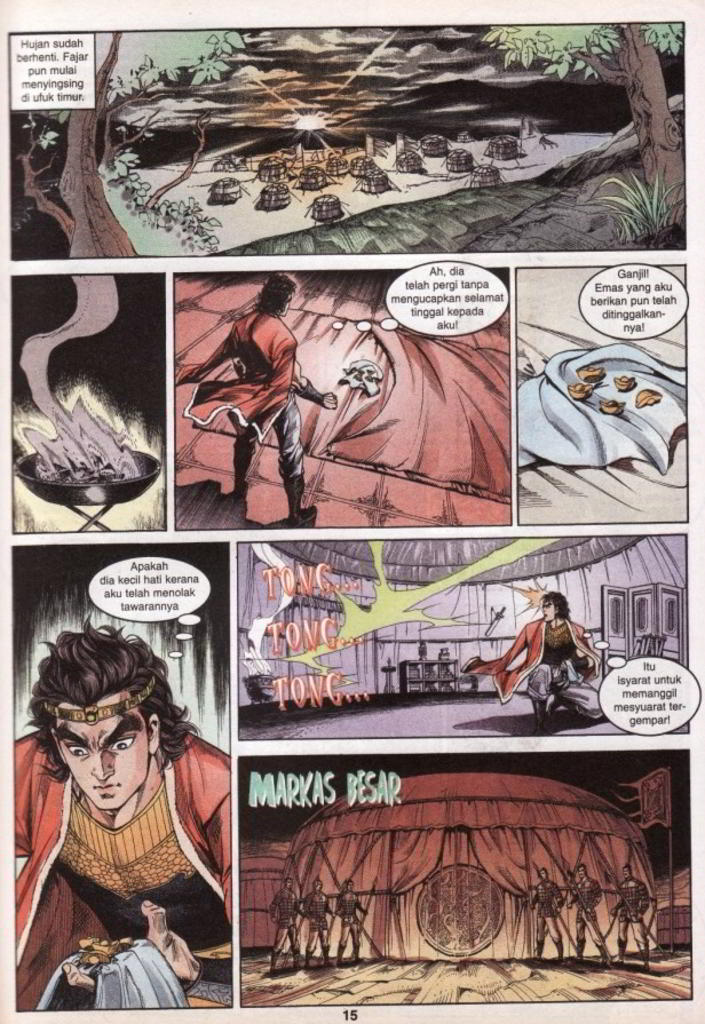 Hujan sudah
berhenti. Fajar
pun mulai
menyingsing
di ufuk timur.
Ah, dia
telah pergi tanpa
mengucapkan selamat
tinggal kepada
aku!
Ganjil!
Emas yang aku
berikan pun telah
ditinggalkan-
nya!
Apakah
dia kecil hati kerana
aku telah menolak
tawarannya
TONG...
TONG...
TONG...
Itu
isyarat untuk
memanggil
mesyuarat ter-
gempar!
MARKAS BESAR
15